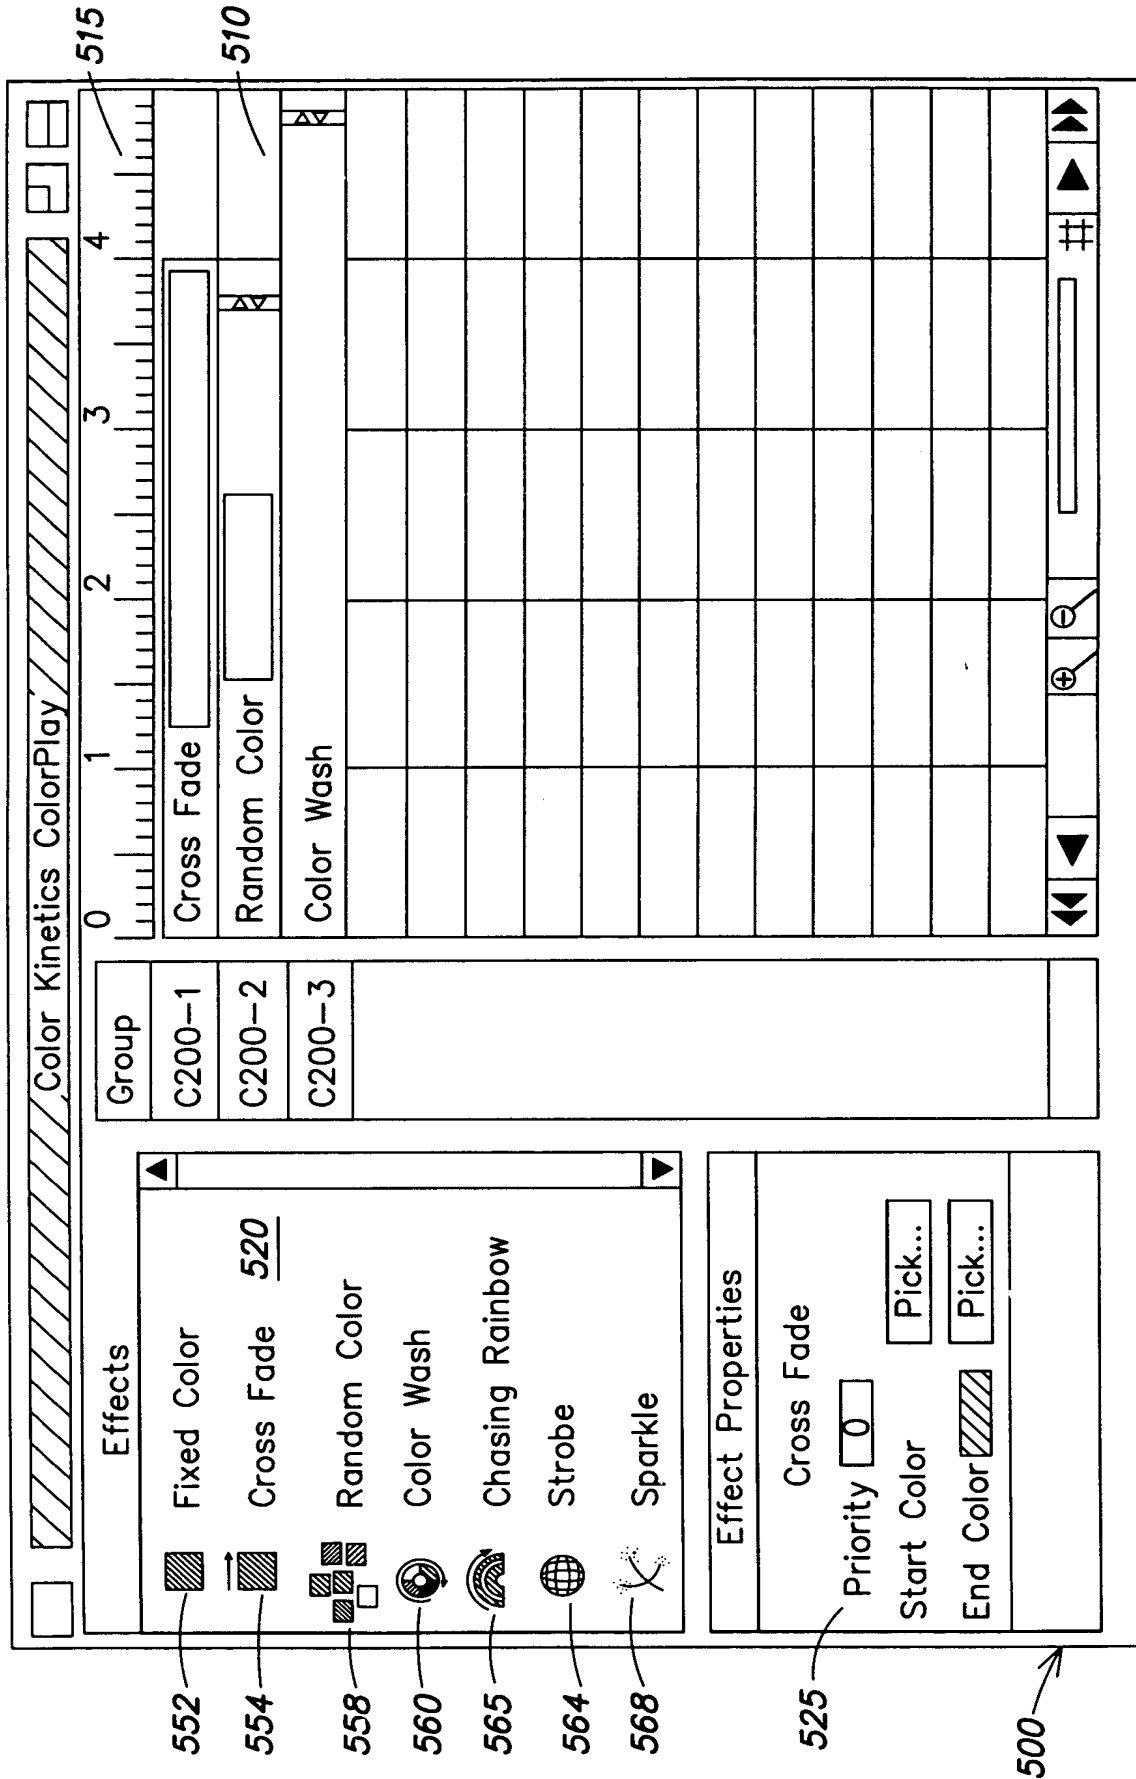 Color Kinetics ColorPlay
515
510
Effects
552
Fixed Color
554
Cross Fade
520
558
Random Color
560
Color Wash
565
Chasing Rainbow
564
Strobe
568
Sparkle
Effect Properties
Cross Fade
525
Priority 0
Start Color Pick...
End Color Pick...
500
Group
C200-1
C200-2
C200-3
0 1 2 3 4
Cross Fade
Random Color
Color Wash